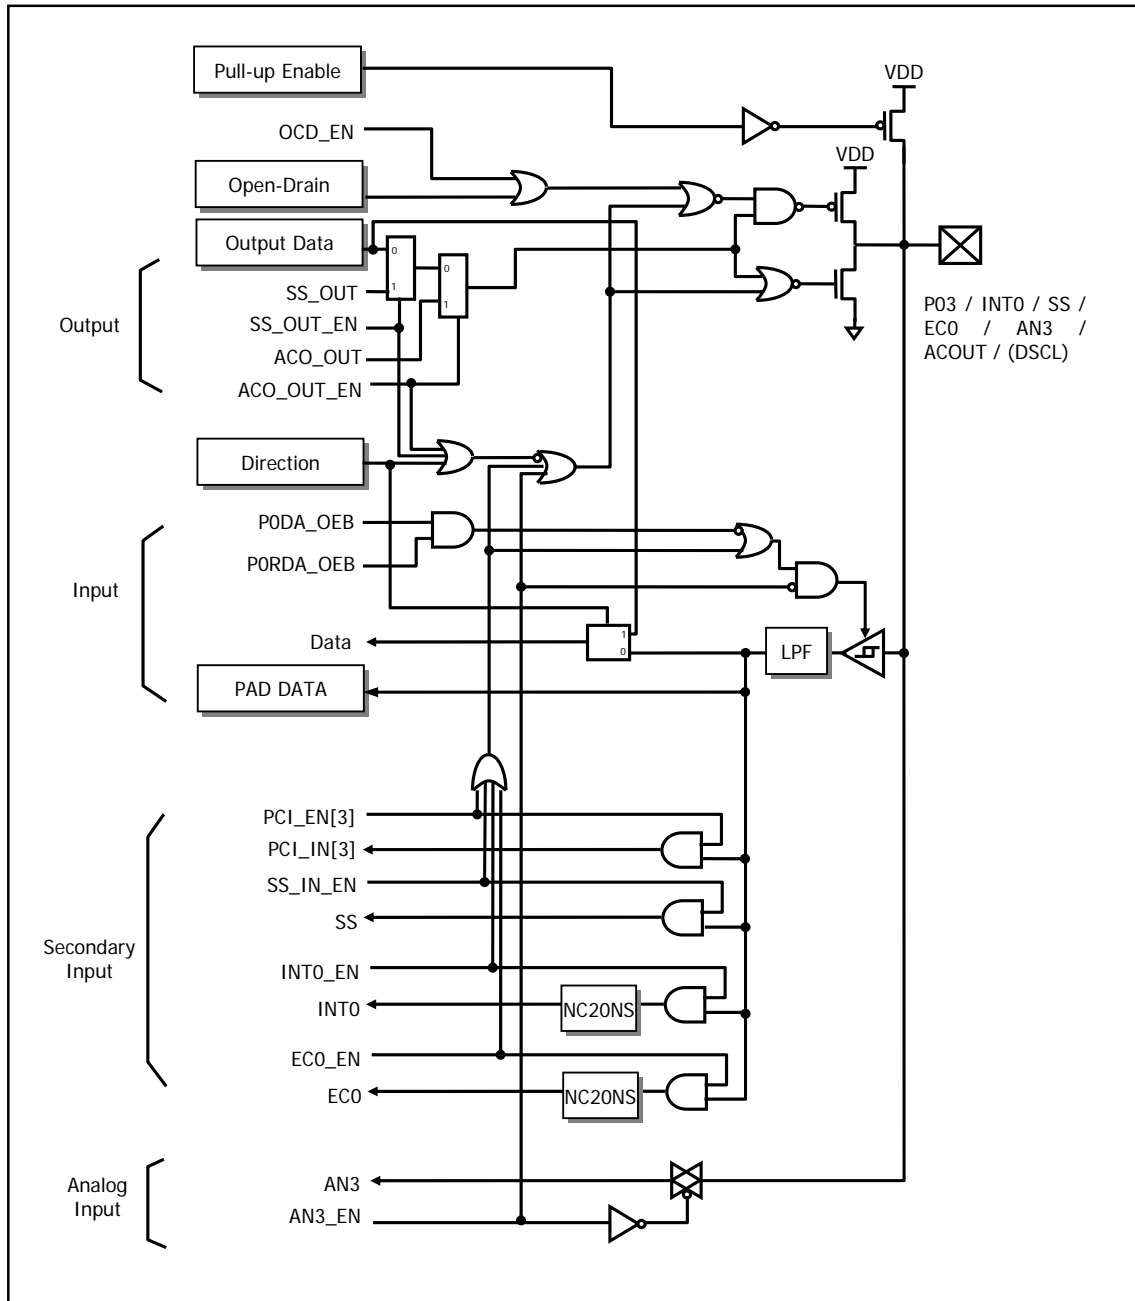 Pull-up Enable
VDD
OCD_EN
VDD
Open-Drain
Output Data
0
0
SS_OUT
1
1
Output
SS_OUT_EN
ACO_OUT
ACO_OUT_EN
P03 / INT0 / SS /
EC0 / AN3 /
ACOUT / (DSCL)
Direction
P0DA_OEB
P0RDA_OEB
Input
Data
1
0
LPF
PAD DATA
PCI_EN[3]
PCI_IN[3]
SS_IN_EN
SS
Secondary
Input
INT0_EN
INT0
NC20NS
EC0_EN
EC0
NC20NS
Analog
Input
AN3
AN3_EN